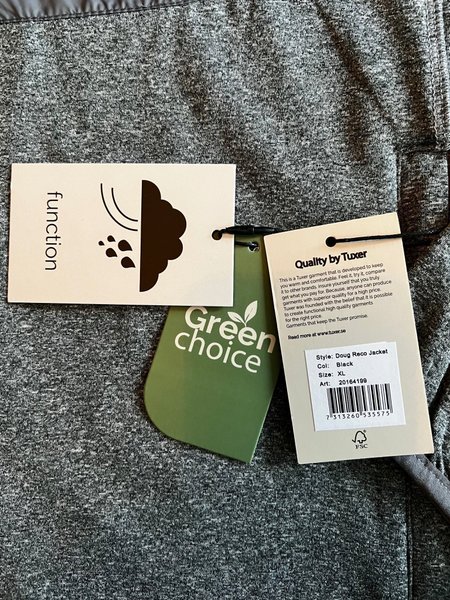 function
Green
choice
Quality by Tuxer
This is a Tuxer garment that is developed to keep
you warm and comfortable. Feel it, try it, compare
it to other brands. Insure yourself that you truly
get what you pay for. Because, anyone can produce
garments with superior quality for a high price.
Tuxer was founded with the belief that it is possible
to create functional high quality garments
for the right price.
Garments that keep the Tuxer promise.
Read more at www.tuxer.se
Style: Doug Reco Jacket
Col: Black
Size: XL
Art: 20164199
7 313260 535575
FSC